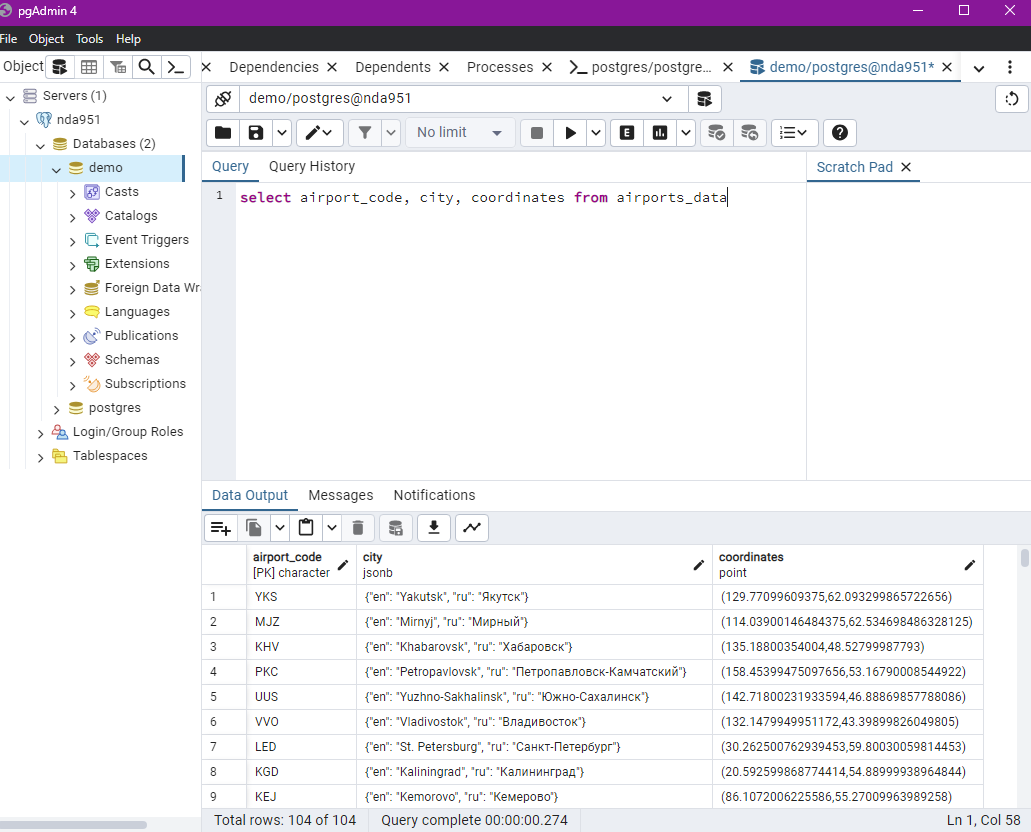 pgAdmin 4
File Object Tools Help
Object
Dependencies Dependents Processes postgres/postgre... demo/postgres@nda951*
Servers (1)
nda951
Databases (2)
demo
Casts
Catalogs
Event Triggers
Extensions
Foreign Data Wra
Languages
Publications
Schemas
Subscriptions
postgres
Login/Group Roles
Tablespaces
demo/postgres@nda951
No limit
E
Query Query History Scratch Pad
1 select airport_code, city, coordinates from airports_data
Data Output Messages Notifications
airport_code city coordinates
[PK] character jsonb point
1 YKS {"en": "Yakutsk", "ru": "Якутск"} (129.77099609375,62.093299865722656)
2 MJZ {"en": "Mirnyj", "ru": "Мирный"} (114.03900146484375,62.534698486328125)
3 KHV {"en": "Khabarovsk", "ru": "Хабаровск"} (135.18800354004,48.52799987793)
4 PKC {"en": "Petropavlovsk", "ru": "Петропавловск-Камчатский"} (158.45399475097656,53.16790008544922)
5 UUS {"en": "Yuzhno-Sakhalinsk", "ru": "Южно-Сахалинск"} (142.71800231933594,46.88869857788086)
6 VVO {"en": "Vladivostok", "ru": "Владивосток"} (132.1479949951172,43.39899826049805)
7 LED {"en": "St. Petersburg", "ru": "Санкт-Петербург"} (30.262500762939453,59.80030059814453)
8 KGD {"en": "Kaliningrad", "ru": "Калининград"} (20.592599868774414,54.88999938964844)
9 KEJ {"en": "Kemorovo", "ru": "Кемерово"} (86.1072006225586,55.27009963989258)
Total rows: 104 of 104 Query complete 00:00:00.274 Ln 1, Col 58